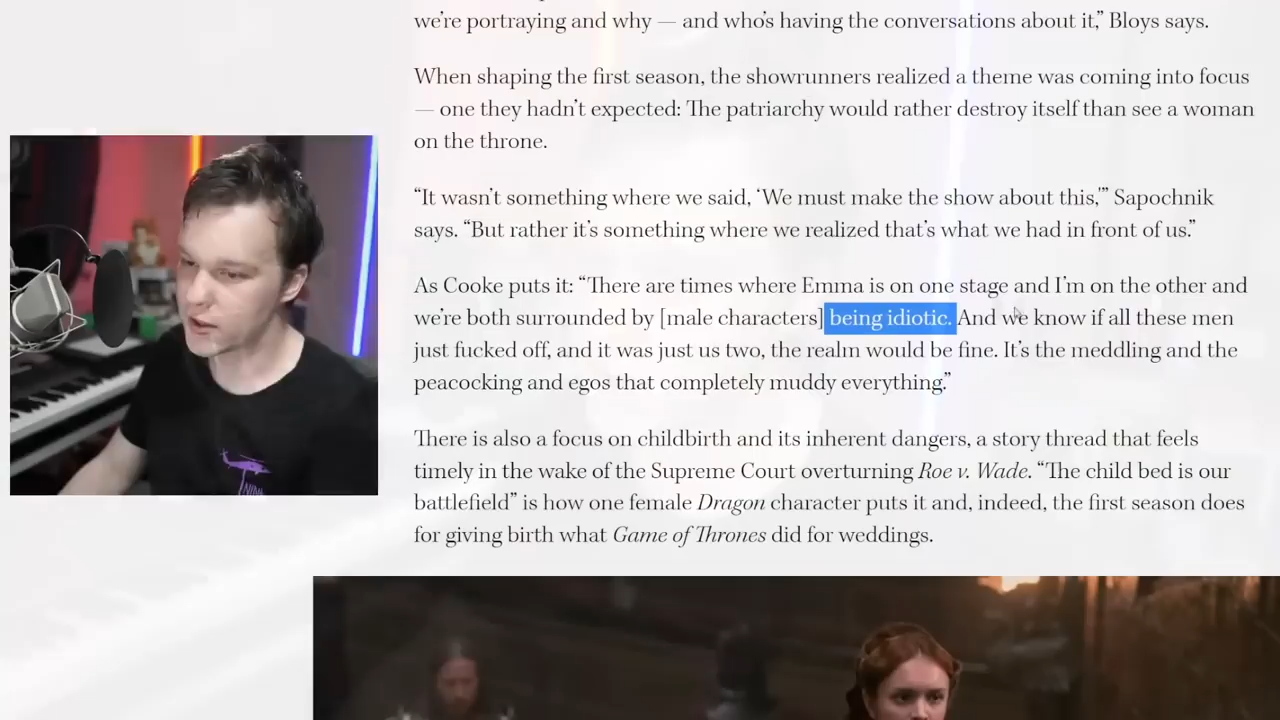 we're portraying and why — and who's having the conversations about it,” Bloys says.
When shaping the first season, the showrunners realized a theme was coming into focus
— one they hadn't expected: The patriarchy would rather destroy itself than see a woman
on the throne.
“It wasn't something where we said, ‘We must make the show about this,'” Sapochnik
says. “But rather it's something where we realized that's what we had in front of us.”
As Cooke puts it: “There are times where Emma is on one stage and I'm on the other and
we're both surrounded by [male characters] being idiotic. And we know if all these men
just fucked off, and it was just us two, the realm would be fine. It's the meddling and the
peacocking and egos that completely muddy everything.”
There is also a focus on childbirth and its inherent dangers, a story thread that feels
timely in the wake of the Supreme Court overturning Roe v. Wade. “The child bed is our
battlefield” is how one female Dragon character puts it and, indeed, the first season does
for giving birth what Game of Thrones did for weddings.